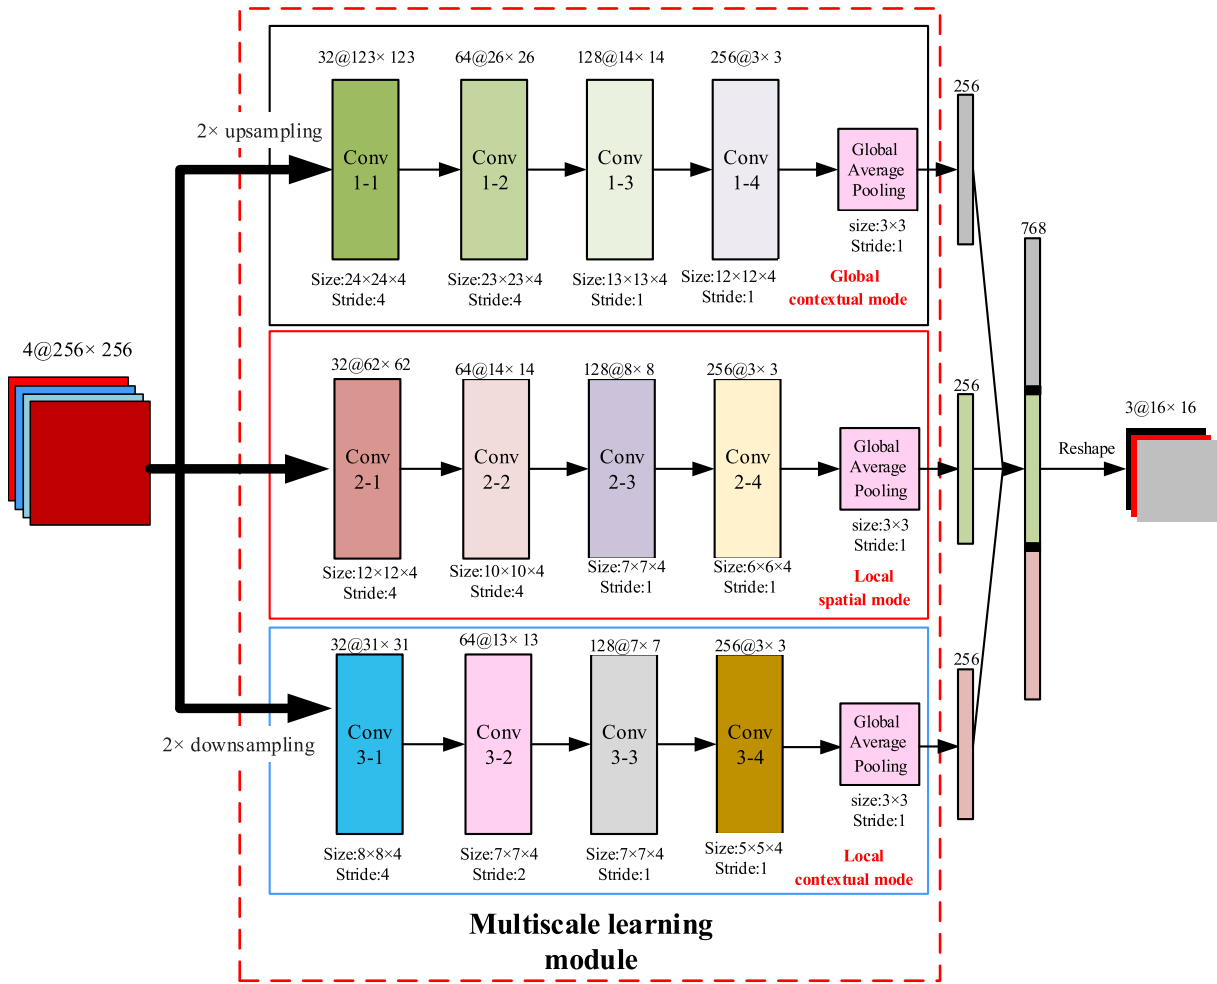 4@256× 256
2× upsampling
2× downsampling
32@123× 123
64@26× 26
128@14× 14
256@3× 3
Conv
1-1
Conv
1-2
Conv
1-3
Conv
1-4
Global
Average
Pooling
Size:24×24×4
Stride:4
Size:23×23×4
Stride:4
Size:13×13×4
Stride:1
Size:12×12×4
Stride:1
size:3×3
Stride:1
Global
contextual mode
32@62× 62
64@14× 14
128@8× 8
256@3× 3
Conv
2-1
Conv
2-2
Conv
2-3
Conv
2-4
Global
Average
Pooling
Size:12×12×4
Stride:4
Size:10×10×4
Stride:4
Size:7×7×4
Stride:1
Size:6×6×4
Stride:1
size:3×3
Stride:1
Local
spatial mode
32@31× 31
64@13× 13
128@7× 7
256@3× 3
Conv
3-1
Conv
3-2
Conv
3-3
Conv
3-4
Global
Average
Pooling
Size:8×8×4
Stride:4
Size:7×7×4
Stride:2
Size:7×7×4
Stride:1
Size:5×5×4
Stride:1
size:3×3
Stride:1
Local
contextual mode
Multiscale learning
module
256
256
256
768
Reshape
3@16× 16